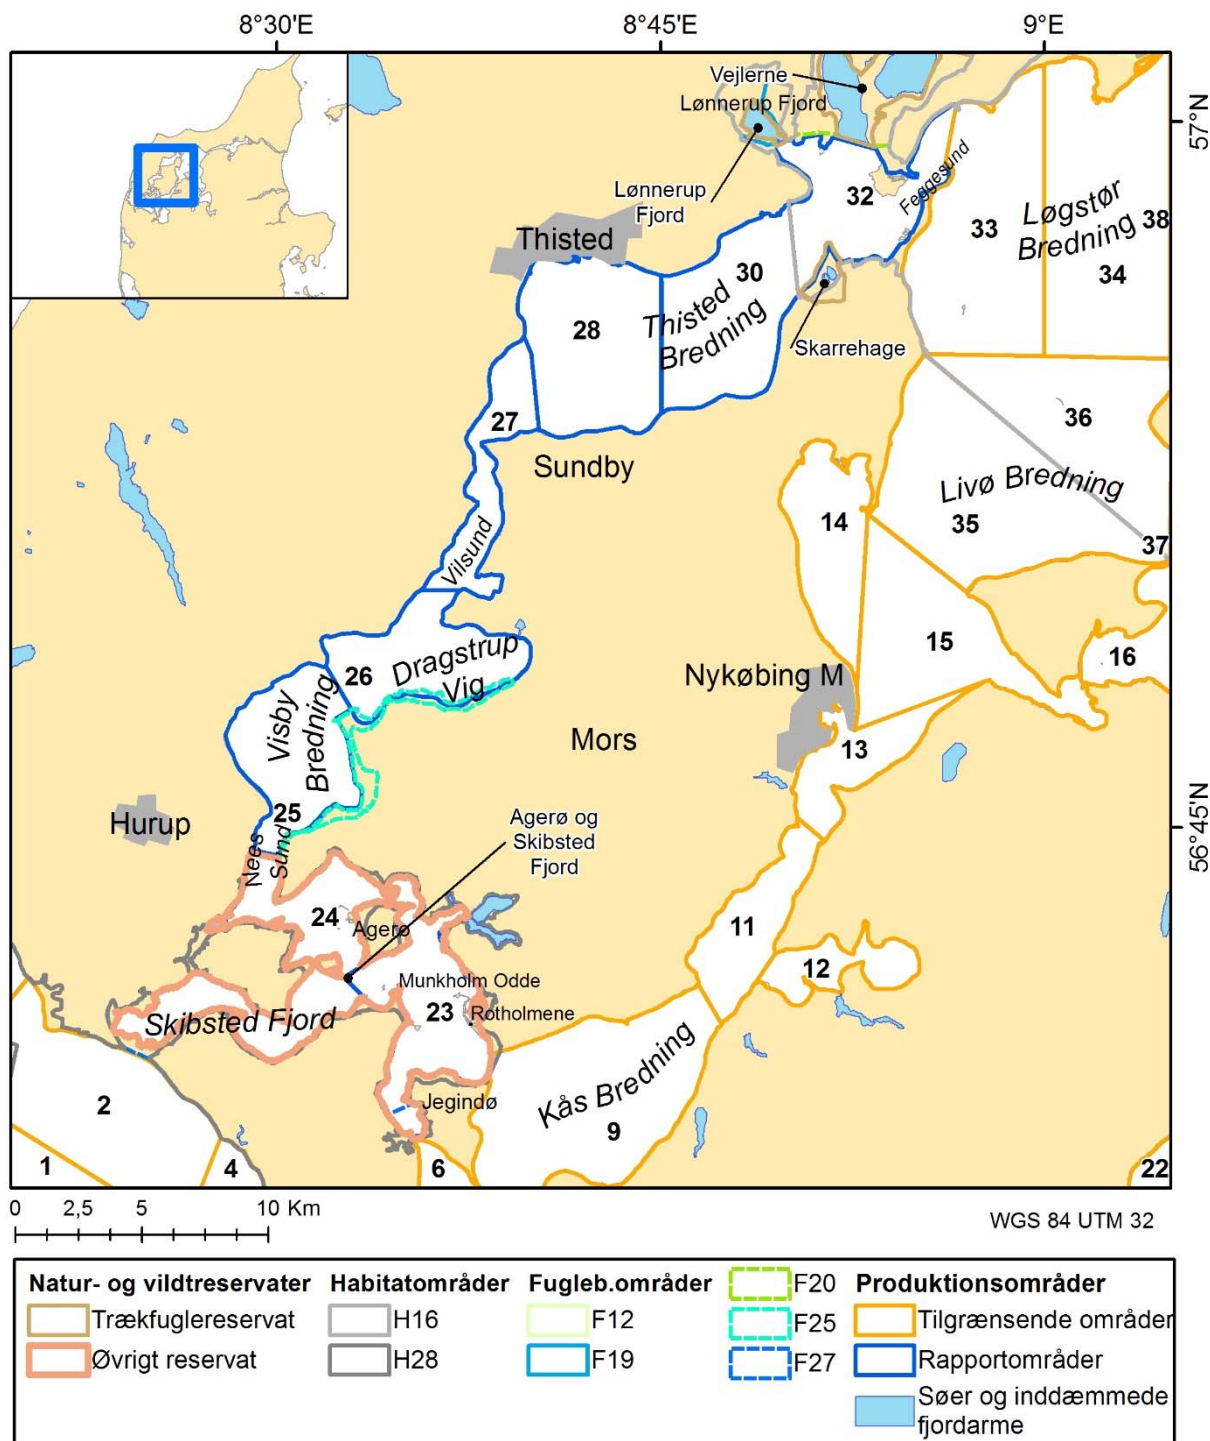 8°30'E
8°45'E
9°E
57°N
56°45'N
Vejlerne
Lønnerup Fjord
Lønnerup
Fjord
32
Feggesund
33
Løgstør
Bredning
38
34
Thisted
30
28
Thisted
Bredning
Skarrehage
27
36
Sundby
Livø Bredning
14
35
37
Vilsund
15
16
26
Dragstrup
Vig
Nykøbing M
Visby
Bredning
Mors
13
25
Hurup
Nees
Sund
Agerø og
Skibsted
Fjord
24
Agerø
11
12
Munkholm Odde
Skibsted Fjord
23
Rotholmene
Kås Bredning
2
Jegindø
9
1
4
6
22
0 2,5 5 10 Km
WGS 84 UTM 32
Natur- og vildtreservater
Trækfuglereservat
Øvrigt reservat
Habitatområder
H16
H28
Fugleb.områder
F12
F19
F20
F25
F27
Produktionsområder
Tilgrænsende områder
Rapportområder
Søer og inddæmmede
fjordarme